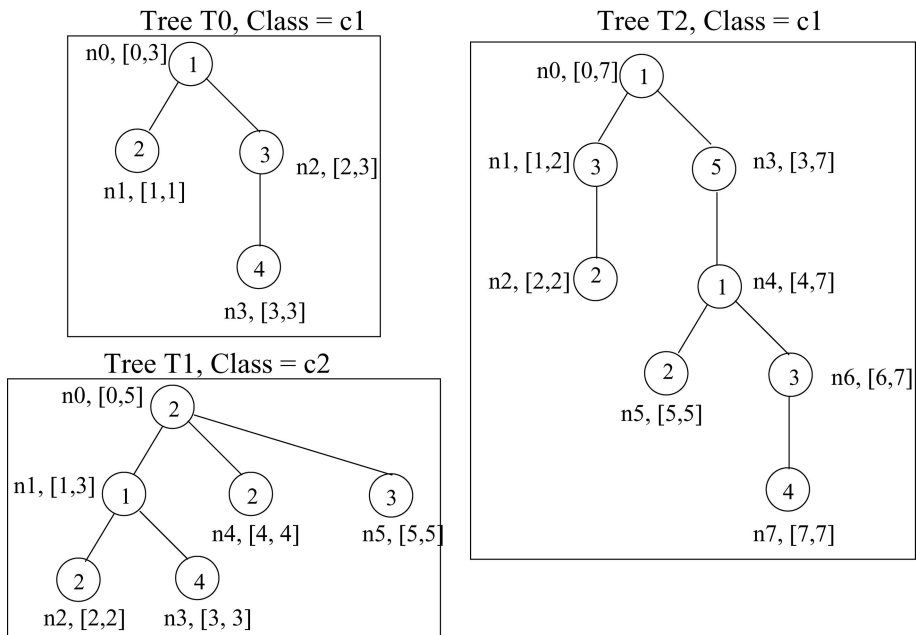 Tree T0, Class = c1
n0, [0,3]
1
2
3
n2, [2,3]
n1, [1,1]
4
n3, [3,3]
Tree T1, Class = c2
n0, [0,5]
2
n1, [1,3]
1
2
3
n4, [4, 4]
n5, [5,5]
2
4
n2, [2,2]
n3, [3, 3]
Tree T2, Class = c1
n0, [0,7]
1
n1, [1,2]
3
5
n3, [3,7]
n2, [2,2]
2
1
n4, [4,7]
2
3
n6, [6,7]
n5, [5,5]
4
n7, [7,7]